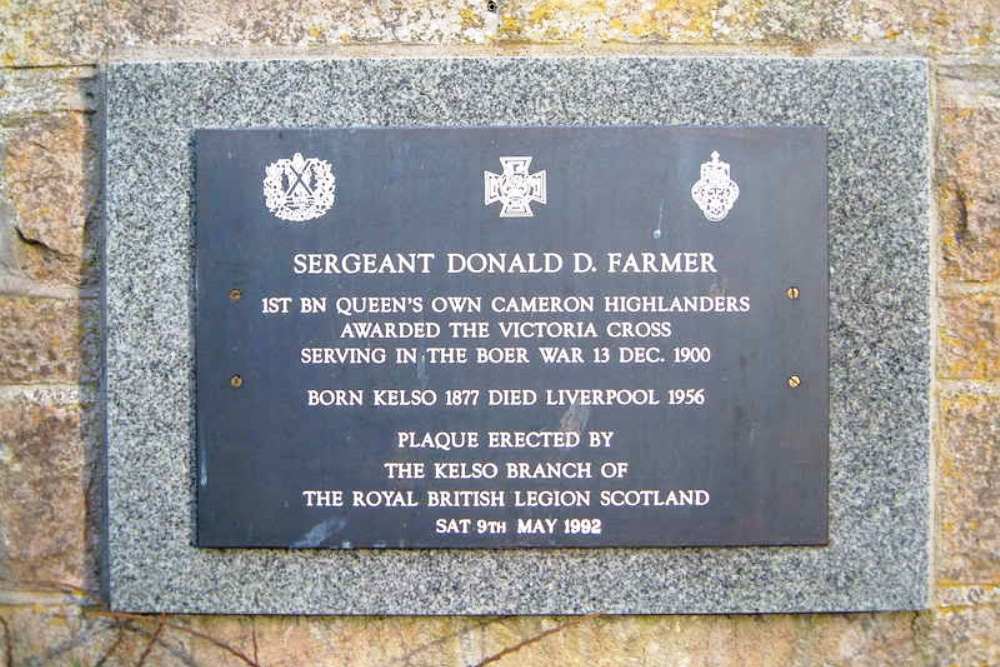 SERGEANT DONALD D. FARMER
1ST BN QUEEN'S OWN CAMERON HIGHLANDERS
AWARDED THE VICTORIA CROSS
SERVING IN THE BOER WAR 13 DEC. 1900
BORN KELSO 1877 DIED LIVERPOOL 1956
PLAQUE ERECTED BY
THE KELSO BRANCH OF
THE ROYAL BRITISH LEGION SCOTLAND
SAT 9TH MAY 1992